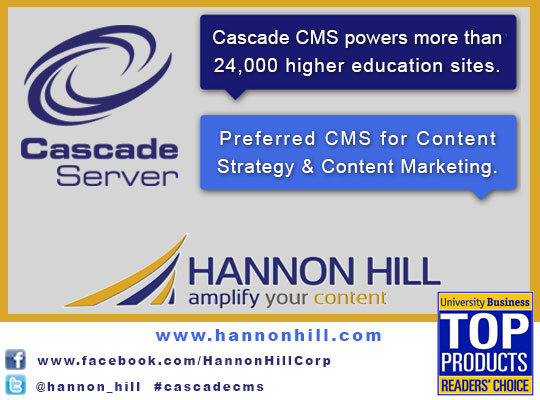 Cascade CMS powers more than
24,000 higher education sites.
Cascade
Server
Preferred CMS for Content
Strategy & Content Marketing.
HANNON HILL
amplify your content
www.hannonhill.com
f www.facebook.com/HannonHillCorp
t @hannon_hill #cascadecms
University Business
TOP
PRODUCTS
READERS' CHOICE